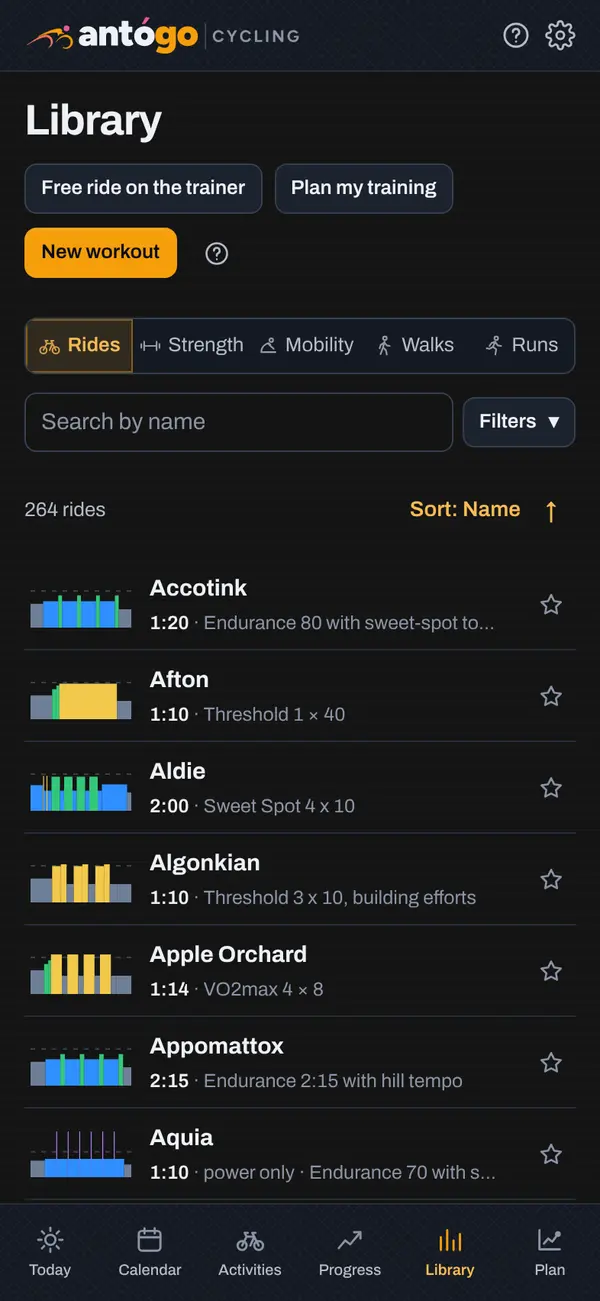 antógo CYCLING
Library
Free ride on the trainer
Plan my training
New workout
Rides
Strength
Mobility
Walks
Runs
Search by name
Filters ▼
264 rides
Sort: Name ↑
Accotink
1:20 · Endurance 80 with sweet-spot to...
Afton
1:10 · Threshold 1 × 40
Aldie
2:00 · Sweet Spot 4 x 10
Algonkian
1:10 · Threshold 3 x 10, building efforts
Apple Orchard
1:14 · VO2max 4 × 8
Appomattox
2:15 · Endurance 2:15 with hill tempo
Aquia
1:10 · power only · Endurance 70 with s...
Today
Calendar
Activities
Progress
Library
Plan